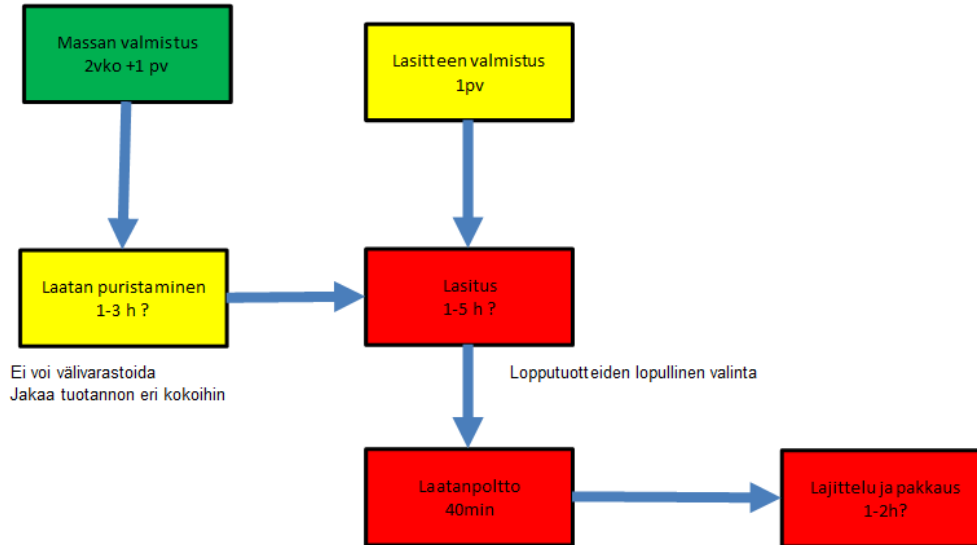 Massan valmistus
2vko +1 pv
Lasitteen valmistus
1pv
Laatan puristaminen
1-3 h ?
Lasitus
1-5 h ?
Ei voi välivarastoida
Jakaa tuotannon eri kokoihin
Lopputuotteiden lopullinen valinta
Laatanpoltto
40min
Lajittelu ja pakkaus
1-2h?